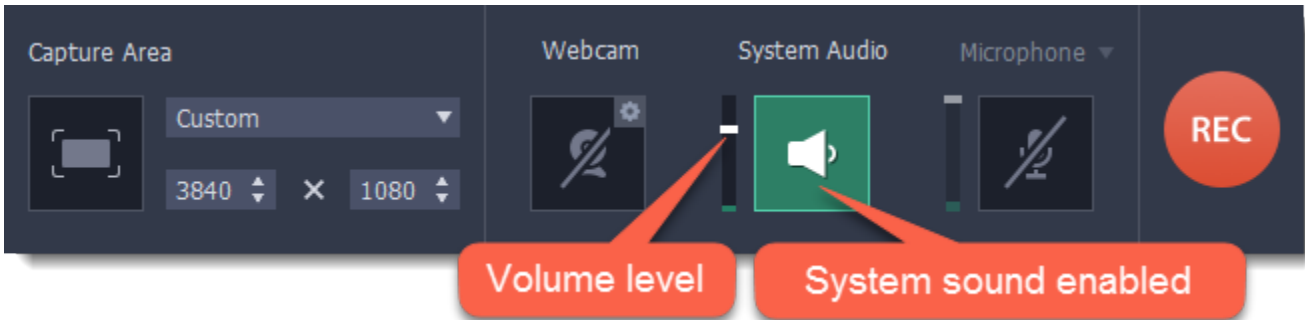 Capture Area
Webcam
System Audio
Microphone
Custom
3840 × 1080
REC
Volume level
System sound enabled